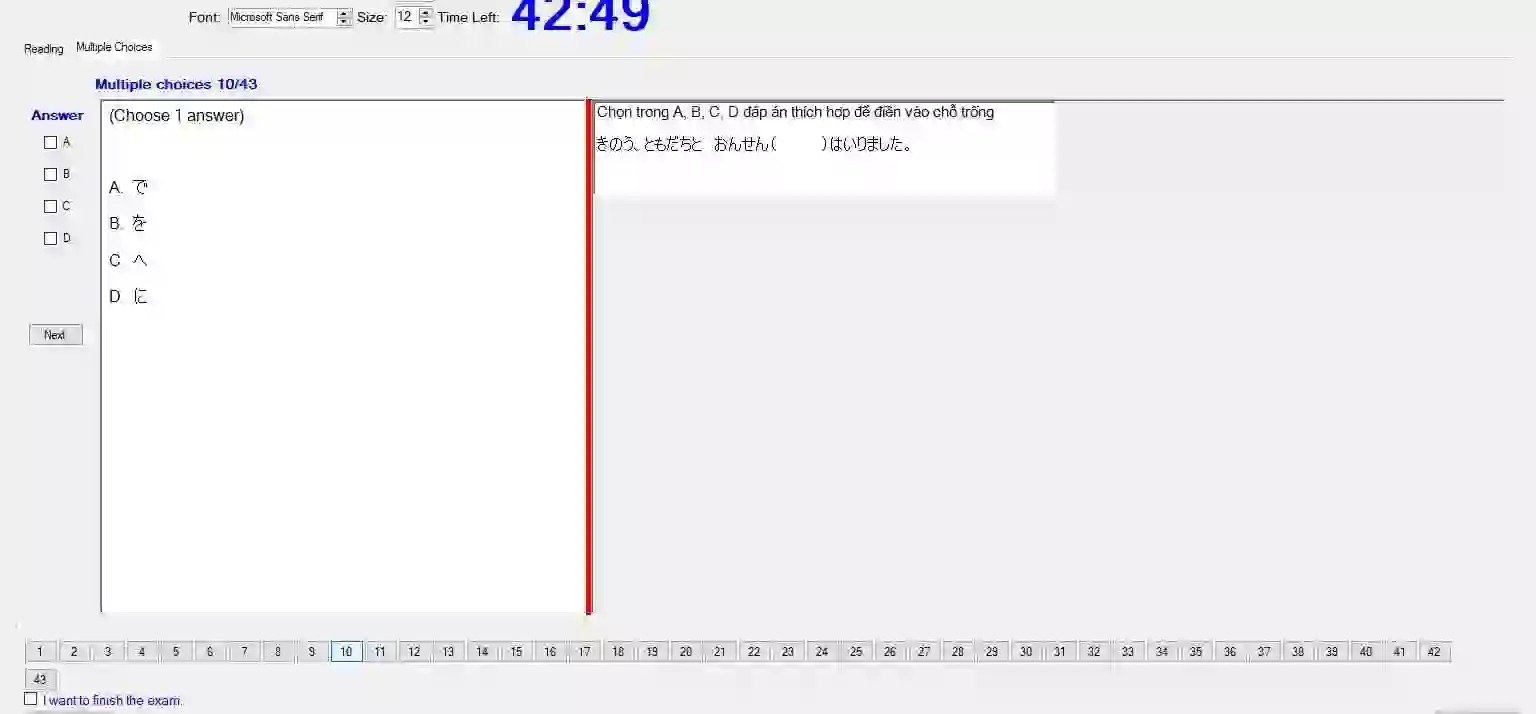 Font: Microsoft Sans Serif Size: 12 Time Left: 42:49
Reading Multiple Choices
Multiple choices 10/43
Answer
A
B
C
D
Next
(Choose 1 answer)
A. で
B. を
C へ
D に
Chọn trong A, B, C, D đáp án thích hợp để điền vào chỗ trống
きのう、ともだちと おんせん( )はいりました。
1 2 3 4 5 6 7 8 9 10 11 12 13 14 15 16 17 18 19 20 21 22 23 24 25 26 27 28 29 30 31 32 33 34 35 36 37 38 39 40 41 42
43
I want to finish the exam.